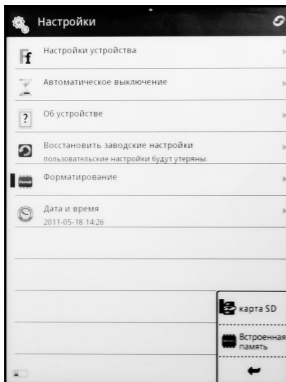 Настройки
Настройки устройства
Автоматическое выключение
Об устройстве
Восстановить заводские настройки
пользовательские настройки будут утеряны.
Форматирование
Дата и время
2011-05-18 14:26
карта SD
Встроенная
память